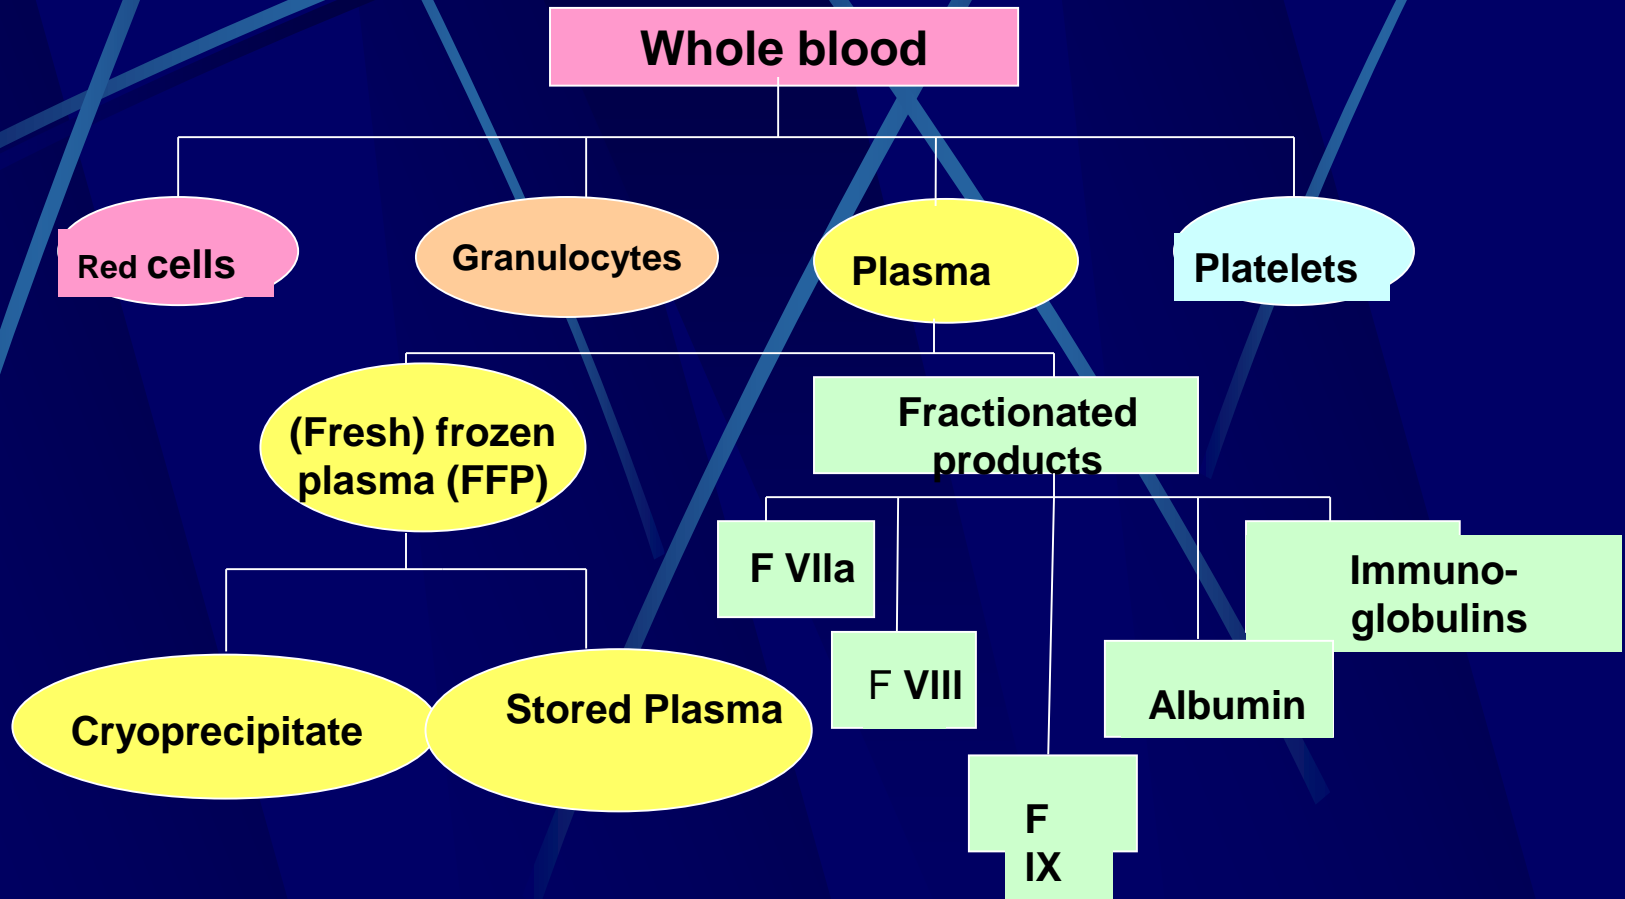 Whole blood
Red cells
Granulocytes
Plasma
Platelets
(Fresh) frozen
plasma (FFP)
Fractionated
products
F VIIa
F VIII
F
IX
Albumin
Immuno-
globulins
Cryoprecipitate
Stored Plasma